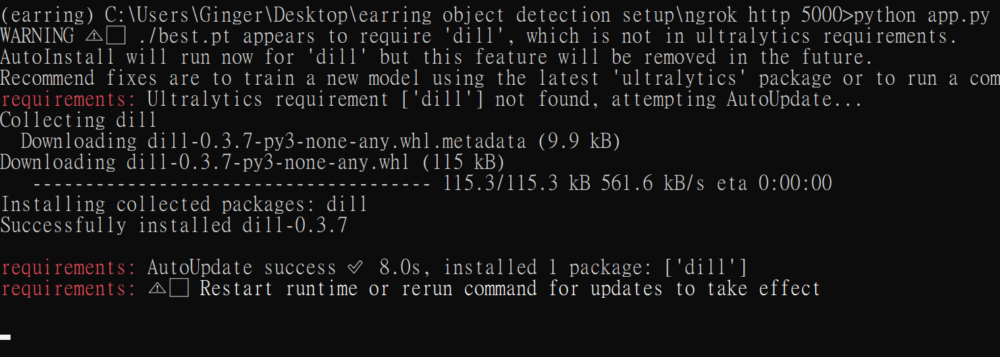 (earring) C:\Users\Ginger\Desktop\earring object detection setup\ngrok http 5000>python app.py
WARNING ⚠️ ./best.pt appears to require 'dill', which is not in ultralytics requirements.
AutoInstall will run now for 'dill' but this feature will be removed in the future.
Recommend fixes are to train a new model using the latest 'ultralytics' package or to run a com
requirements: Ultralytics requirement ['dill'] not found, attempting AutoUpdate...
Collecting dill
  Downloading dill-0.3.7-py3-none-any.whl.metadata (9.9 kB)
Downloading dill-0.3.7-py3-none-any.whl (115 kB)
   -------------------------------------- 115.3/115.3 kB 561.6 kB/s eta 0:00:00
Installing collected packages: dill
Successfully installed dill-0.3.7
requirements: AutoUpdate success ✅ 8.0s, installed 1 package: ['dill']
requirements: ⚠️ Restart runtime or rerun command for updates to take effect